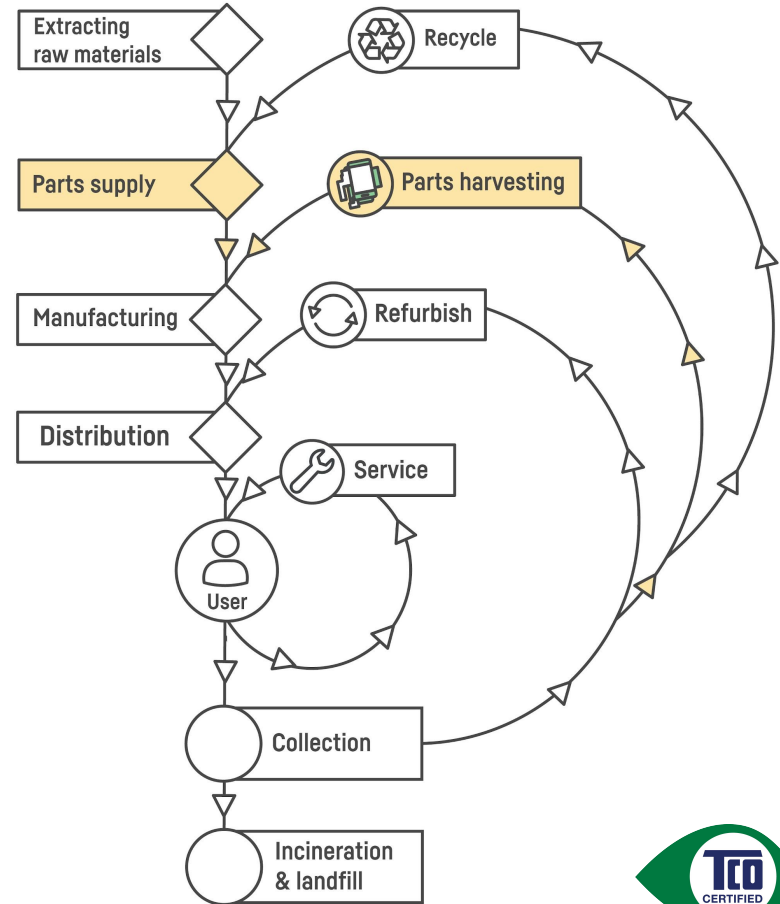 Extracting
raw materials
Recycle
Parts supply
Parts harvesting
Manufacturing
Refurbish
Distribution
Service
User
Collection
Incineration
& landfill
TCO
CERTIFIED